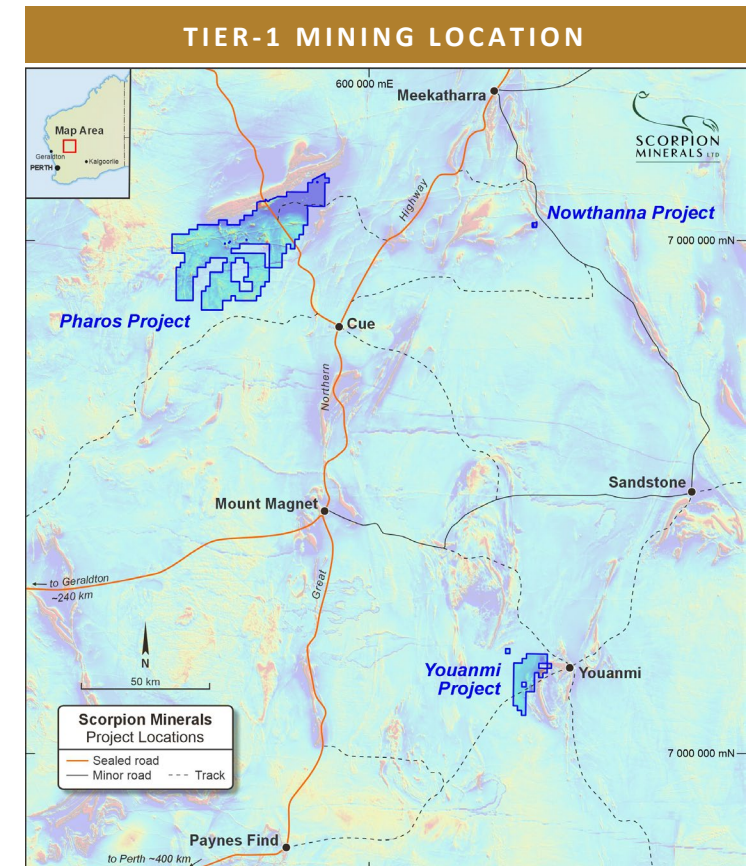 TIER-1 MINING LOCATION
600 000 mE
Meekatharra
Map Area
Geraldton
Kalgoorlie
PERTH
SCORPION
MINERALS LTD
Highway
Nowthanna Project
7 000 000 mN
Pharos Project
Cue
Northern
Sandstone
Mount Magnet
Great
to Geraldton
~240 km
N
50 km
Youanmi
Project
Youanmi
Scorpion Minerals
Project Locations
Sealed road
Minor road
Track
7 000 000 mN
Paynes Find
to Perth ~400 km